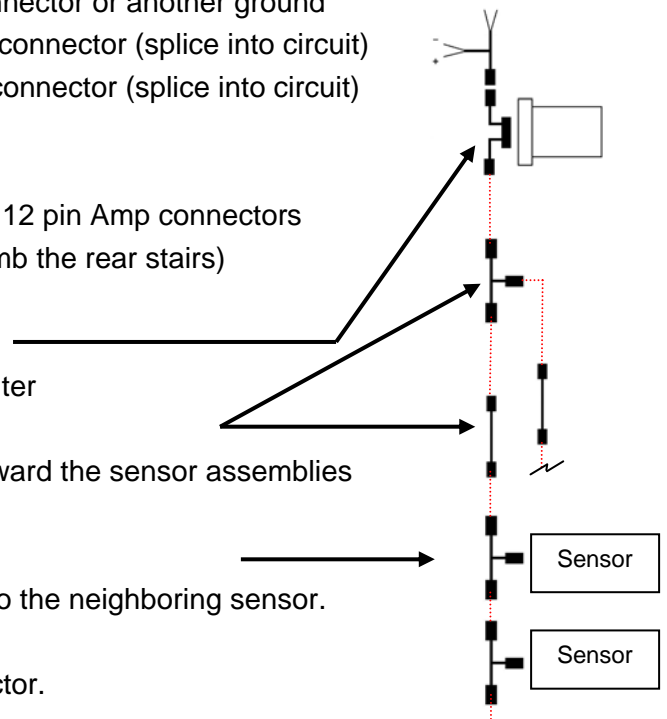 nnector or another ground
connector (splice into circuit)
connector (splice into circuit)
-
+
12 pin Amp connectors
mb the rear stairs)
ter
ward the sensor assemblies
Sensor
o the neighboring sensor.
Sensor
ctor.